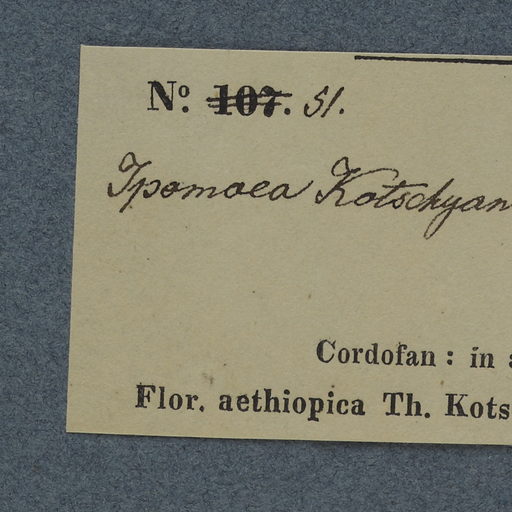 Nº. 107. 51.
Ipomoea Kotschyan
Cordofan : in a
Flor. aethiopica Th. Kots